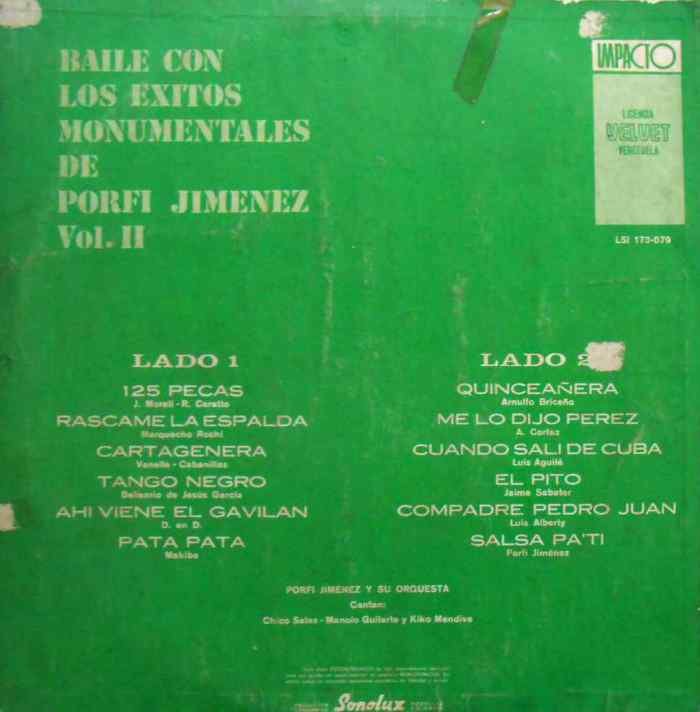 BAILE CON
LOS EXITOS
MONUMENTALES
DE
PORFI JIMENEZ
Vol. II
IMPACTO
LICENCIA
VELVET
VENEZUELA
LSI 173-079
LADO 1
125 PECAS
J. Moreli - R. Caratto
RASCAME LA ESPALDA
Marquecho Rochi
CARTAGENERA
Vanelle - Cabanillas
TANGO NEGRO
Belisario de Jesús García
AHI VIENE EL GAVILAN
D. en D.
PATA PATA
Makiba
LADO 2
QUINCEAÑERA
Arnulfo Briceño
ME LO DIJO PEREZ
A. Cortez
CUANDO SALI DE CUBA
Luis Aguilé
EL PITO
Jaime Sabater
COMPADRE PEDRO JUAN
Luis Alberty
SALSA PA'TI
Porfi Jiménez
PORFI JIMENEZ Y SU ORQUESTA
Cantan:
Chico Salas - Manolo Guilarte y Kiko Mendive
Sonolux